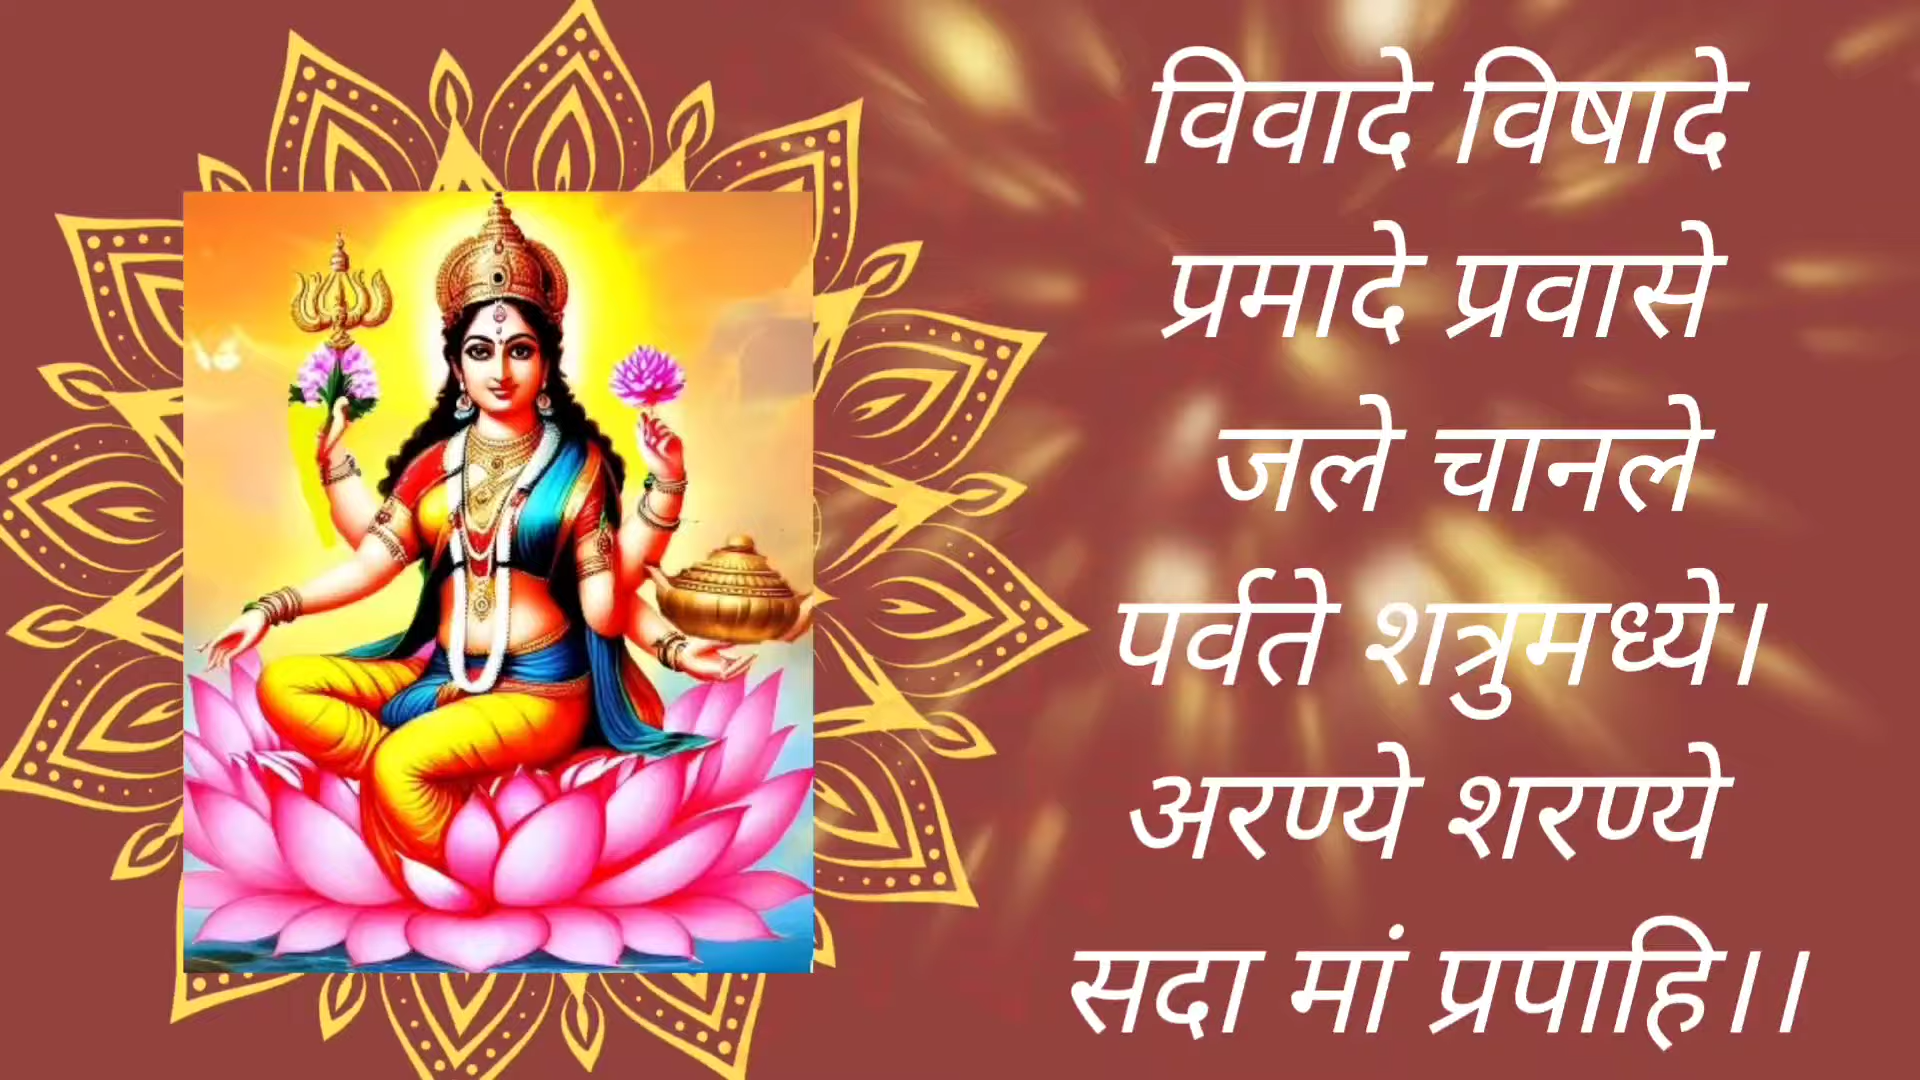 विवादे विषादे
प्रमादे प्रवासे
जले चानले
पर्वते शत्रुमध्ये।
अरण्ये शरण्ये
सदा मां प्रपाहि।।